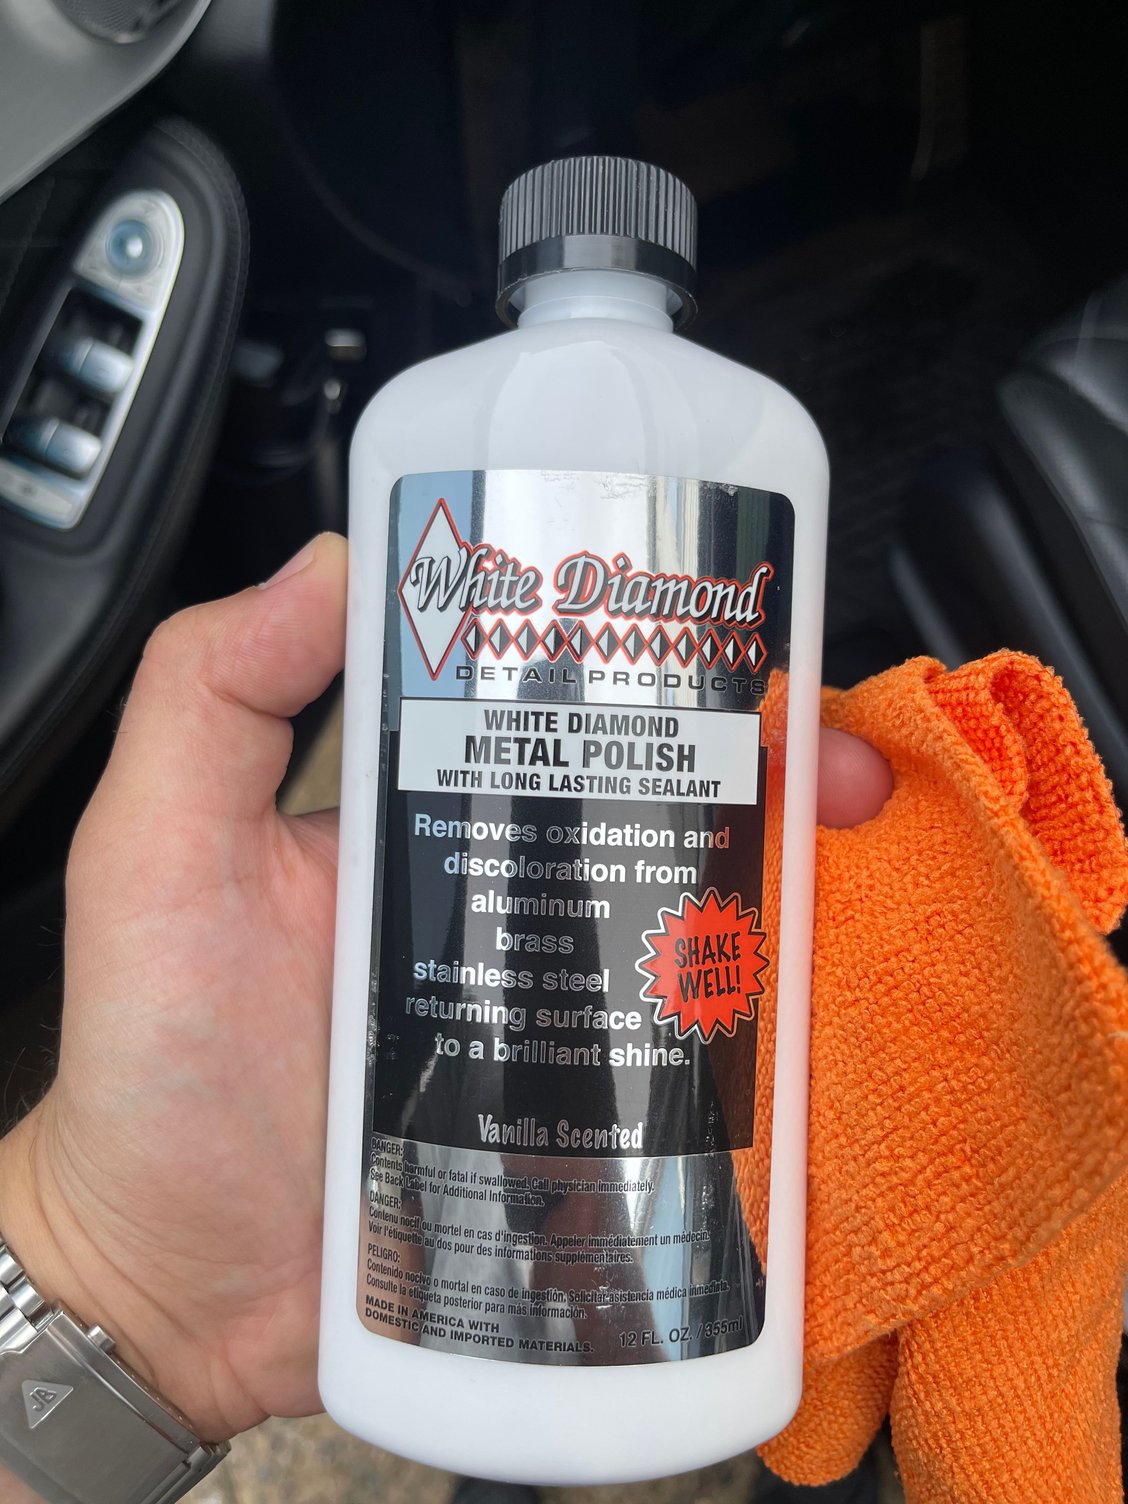 White Diamond
DETAIL PRODUCTS
WHITE DIAMOND
METAL POLISH
WITH LONG LASTING SEALANT
Removes oxidation and
discoloration from
aluminum
brass
stainless steel
returning surface
to a brilliant shine.
SHAKE
WELL!
Vanilla Scented
DANGER:
Contents harmful or fatal if swallowed. Call physician immediately.
See Back Label for Additional Information.
DANGER:
Contenu nocif ou mortel en cas d'ingestion. Appeler immédiatement un médecin.
Voir l'étiquette au dos pour des informations supplémentaires.
PELIGRO:
Contenido nocivo o mortal en caso de ingestión. Solicitar asistencia médica inmediata.
Consulte la etiqueta posterior para más información.
MADE IN AMERICA WITH
DOMESTIC AND IMPORTED MATERIALS.
12 FL. OZ. / 355ml
JB